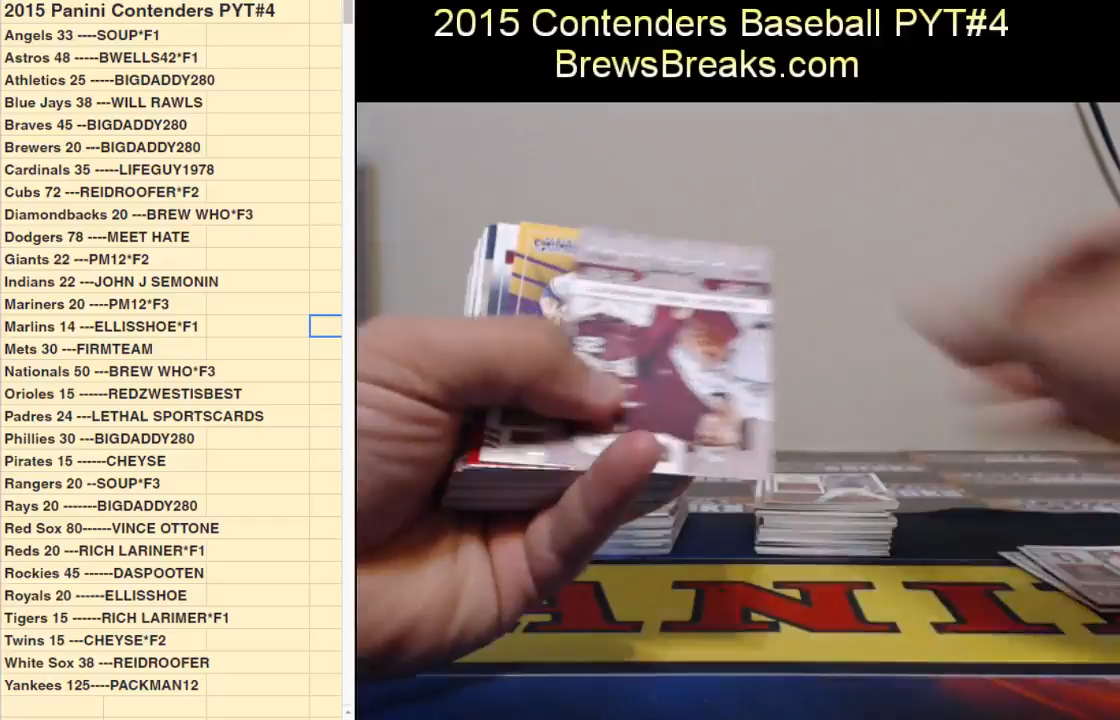 2015 Panini Contenders PYT#4
Angels 33 ----SOUP*F1
Astros 48 -----BWELLS42*F1
Athletics 25 -----BIGDADDY280
Blue Jays 38 ---WILL RAWLS
Braves 45 --BIGDADDY280
Brewers 20 ---BIGDADDY280
Cardinals 35 -----LIFEGUY1978
Cubs 72 ---REIDROOFER*F2
Diamondbacks 20 ---BREW WHO*F3
Dodgers 78 ----MEET HATE
Giants 22 ---PM12*F2
Indians 22 ---JOHN J SEMONIN
Mariners 20 ----PM12*F3
Marlins 14 ---ELLISSHOE*F1
Mets 30 ---FIRMTEAM
Nationals 50 ---BREW WHO*F3
Orioles 15 -----REDZWESTISBEST
Padres 24 ---LETHAL SPORTSCARDS
Phillies 30 ---BIGDADDY280
Pirates 15 ------CHEYSE
Rangers 20 --SOUP*F3
Rays 20 -------BIGDADDY280
Red Sox 80------VINCE OTTONE
Reds 20 ---RICH LARINER*F1
Rockies 45 ------DASPOOTEN
Royals 20 ------ELLISSHOE
Tigers 15 ------RICH LARIMER*F1
Twins 15 ---CHEYSE*F2
White Sox 38 ---REIDROOFER
Yankees 125----PACKMAN12
2015 Contenders Baseball PYT#4
BrewsBreaks.com